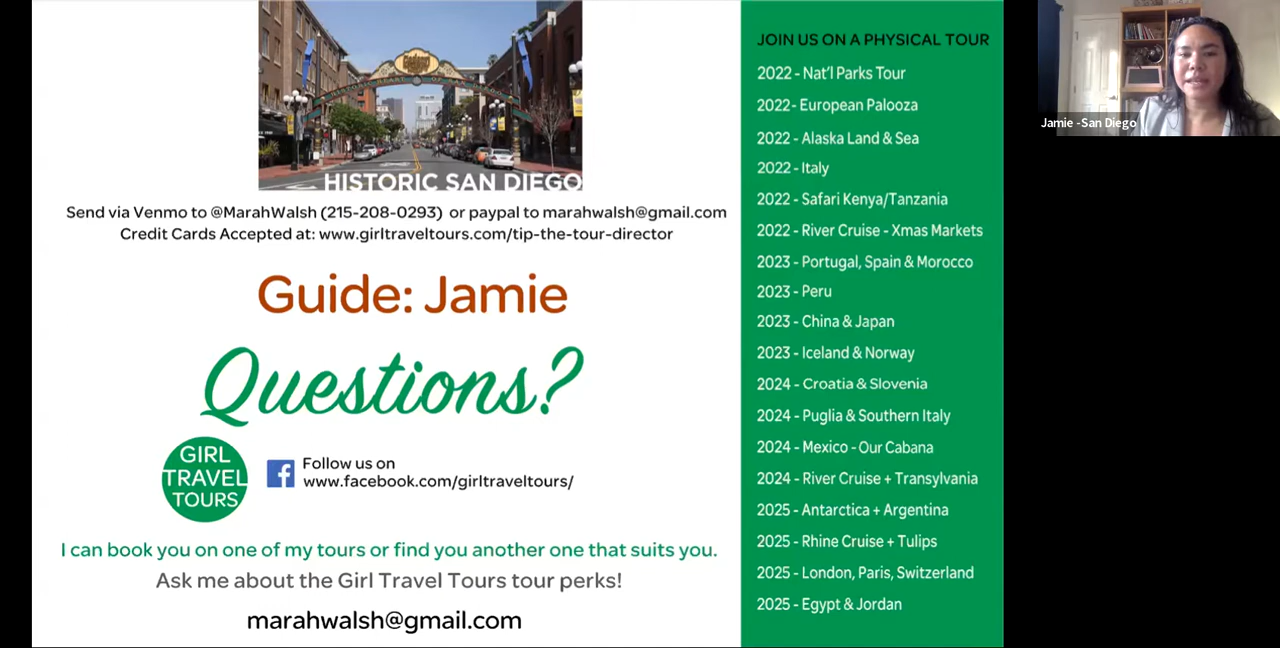 HISTORIC SAN DIEGO
Send via Venmo to @MarahWalsh (215-208-0293) or paypal to marahwalsh@gmail.com
Credit Cards Accepted at: www.girltraveltours.com/tip-the-tour-director
Guide: Jamie
Questions?
GIRL
TRAVEL
TOURS
Follow us on
www.facebook.com/girltraveltours/
I can book you on one of my tours or find you another one that suits you.
Ask me about the Girl Travel Tours tour perks!
marahwalsh@gmail.com
JOIN US ON A PHYSICAL TOUR
2022 - Nat'l Parks Tour
2022- European Palooza
2022 - Alaska Land & Sea
2022 - Italy
2022 - Safari Kenya/Tanzania
2022 - River Cruise - Xmas Markets
2023 - Portugal, Spain & Morocco
2023 - Peru
2023 - China & Japan
2023 - Iceland & Norway
2024 - Croatia & Slovenia
2024 - Puglia & Southern Italy
2024 - Mexico - Our Cabana
2024 - River Cruise + Transylvania
2025 - Antarctica + Argentina
2025 - Rhine Cruise + Tulips
2025 - London, Paris, Switzerland
2025 - Egypt & Jordan
Jamie -San Diego